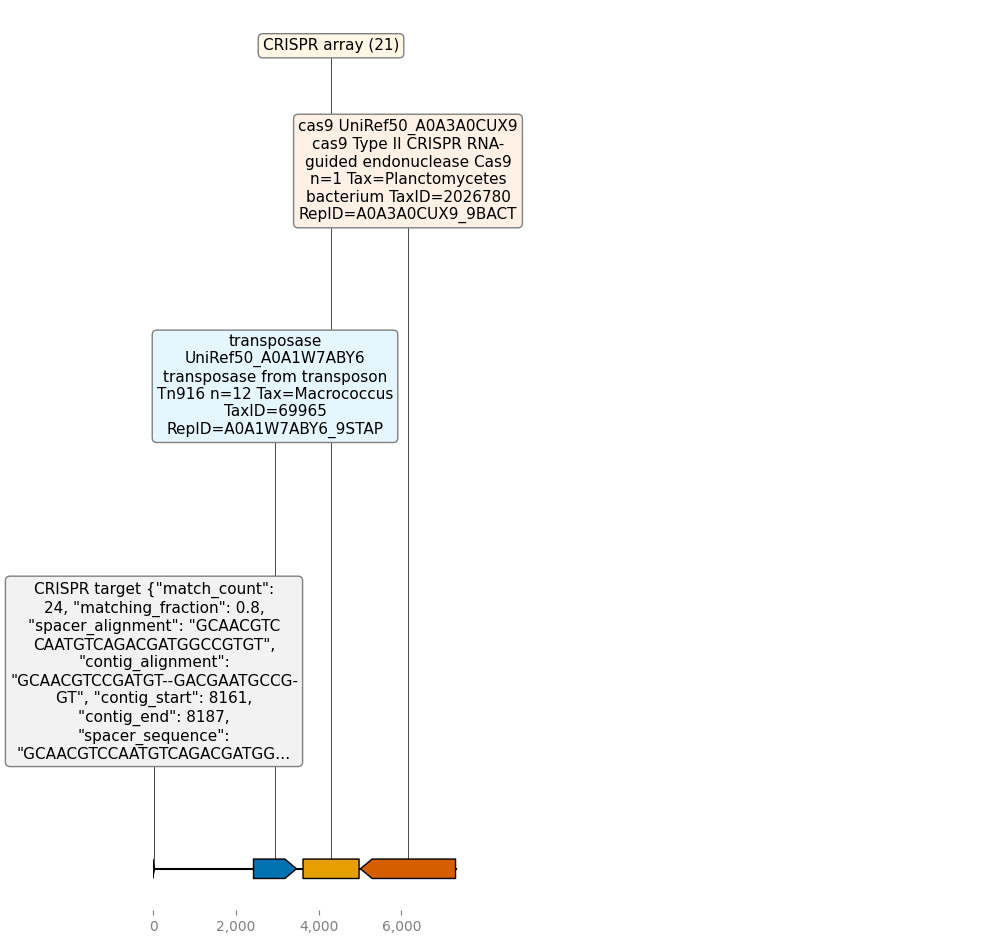 CRISPR array (21)
cas9 UniRef50_A0A3A0CUX9
cas9 Type II CRISPR RNA-
guided endonuclease Cas9
n=1 Tax=Planctomycetes
bacterium TaxID=2026780
RepID=A0A3A0CUX9_9BACT
transposase
UniRef50_A0A1W7ABY6
transposase from transposon
Tn916 n=12 Tax=Macrococcus
TaxID=69965
RepID=A0A1W7ABY6_9STAP
CRISPR target {"match_count":
24, "matching_fraction": 0.8,
"spacer_alignment": "GCAACGTC
CAATGTCAGACGATGGCCGTGT",
"contig_alignment":
"GCAACGTCCGATGT--GACGAATGCCG-
GT", "contig_start": 8161,
"contig_end": 8187,
"spacer_sequence":
"GCAACGTCCAATGTCAGACGATGG...
0 2,000 4,000 6,000